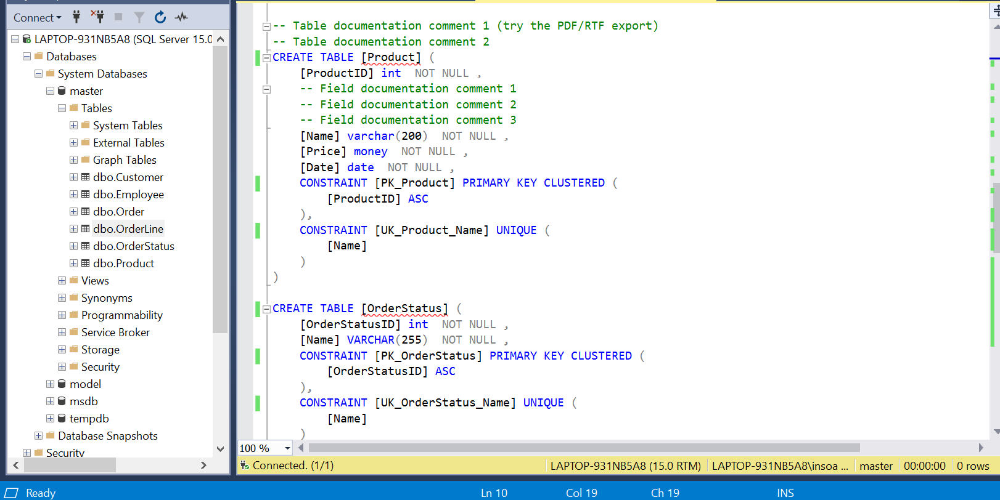 Connect
LAPTOP-931NB5A8 (SQL Server 15.0
Databases
System Databases
master
Tables
System Tables
External Tables
Graph Tables
dbo.Customer
dbo.Employee
dbo.Order
dbo.OrderLine
dbo.OrderStatus
dbo.Product
Views
Synonyms
Programmability
Service Broker
Storage
Security
model
msdb
tempdb
Database Snapshots
Security
-- Table documentation comment 1 (try the PDF/RTF export)
-- Table documentation comment 2
CREATE TABLE [Product] (
[ProductID] int  NOT NULL ,
-- Field documentation comment 1
-- Field documentation comment 2
-- Field documentation comment 3
[Name] varchar(200)  NOT NULL ,
[Price] money  NOT NULL ,
[Date] date  NOT NULL ,
CONSTRAINT [PK_Product] PRIMARY KEY CLUSTERED (
[ProductID] ASC
),
CONSTRAINT [UK_Product_Name] UNIQUE (
[Name]
)
)
CREATE TABLE [OrderStatus] (
[OrderStatusID] int  NOT NULL ,
[Name] VARCHAR(255)  NOT NULL ,
CONSTRAINT [PK_OrderStatus] PRIMARY KEY CLUSTERED (
[OrderStatusID] ASC
),
CONSTRAINT [UK_OrderStatus_Name] UNIQUE (
[Name]
)
100 %
Connected. (1/1)
LAPTOP-931NB5A8 (15.0 RTM)
LAPTOP-931NB5A8\insoa ...
master
00:00:00
0 rows
Ready
Ln 10
Col 19
Ch 19
INS